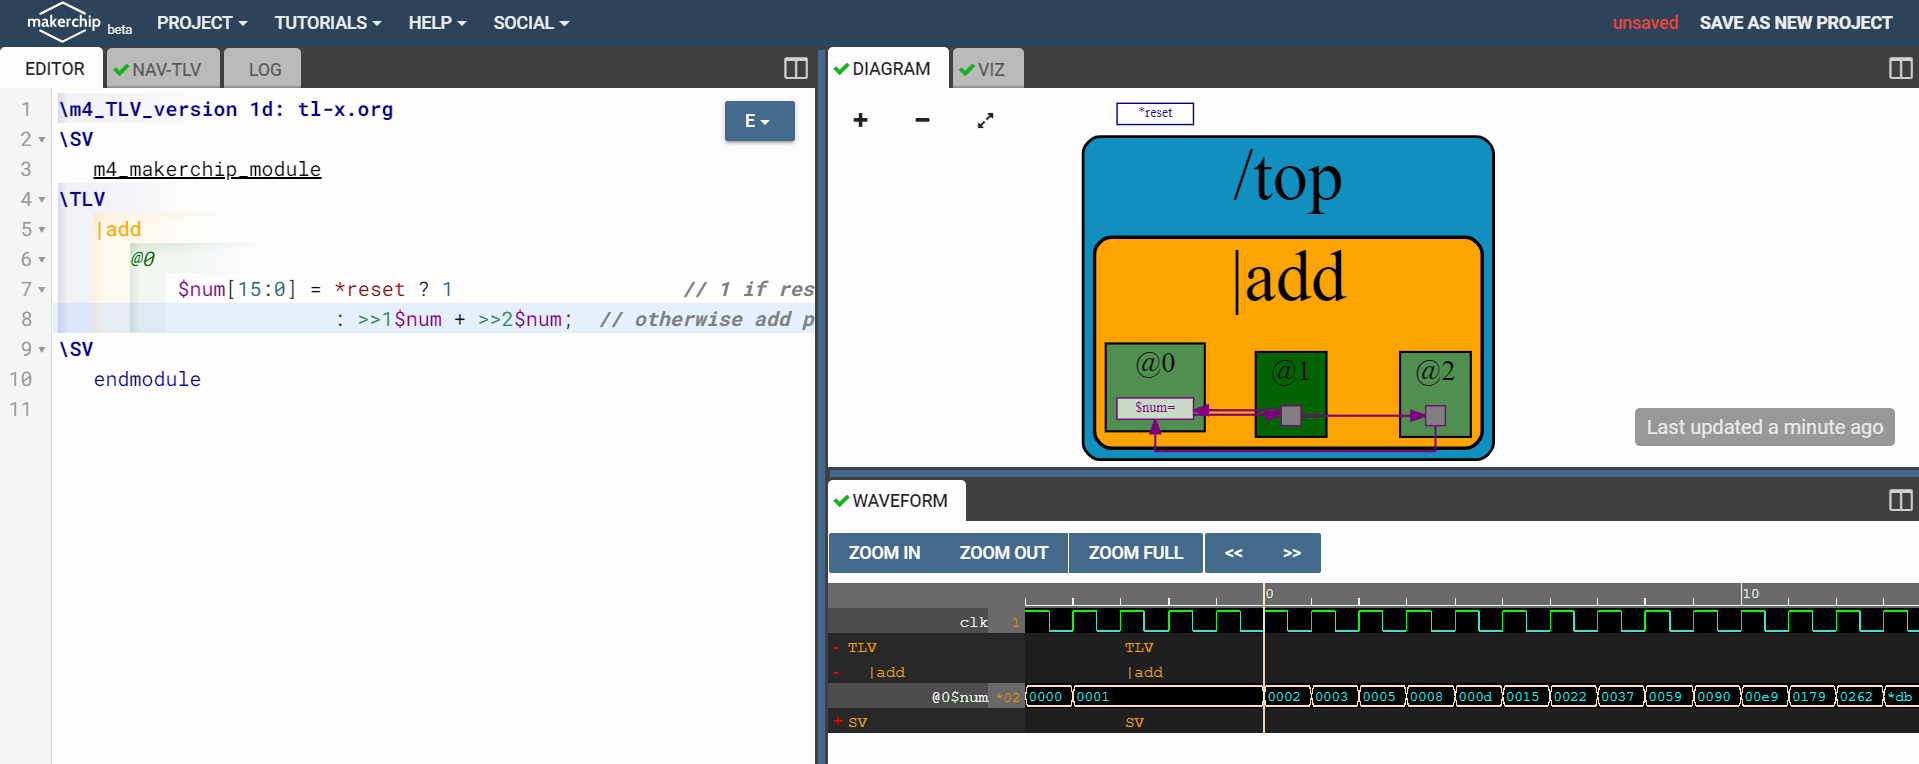 makerchip beta PROJECT TUTORIALS HELP SOCIAL unsaved SAVE AS NEW PROJECT
EDITOR NAV-TLV LOG
1 \m4_TLV_version 1d: tl-x.org
E
2 \SV
3 m4_makerchip_module
4 \TLV
5 |add
6 @0
7 $num[15:0] = *reset ? 1 // 1 if res
8 : >>1$num + >>2$num; // otherwise add p
9 \SV
10 endmodule
11
DIAGRAM VIZ
+ −
*reset
/top
|add
@0 @1 @2
$num=
Last updated a minute ago
WAVEFORM
ZOOM IN ZOOM OUT ZOOM FULL << >>
0 10
clk 1
- TLV TLV
- |add |add
@0$num *02 0000 0001 0002 0003 0005 0008 000d 0015 0022 0037 0059 0090 00e9 0179 0262 *db
+ SV SV